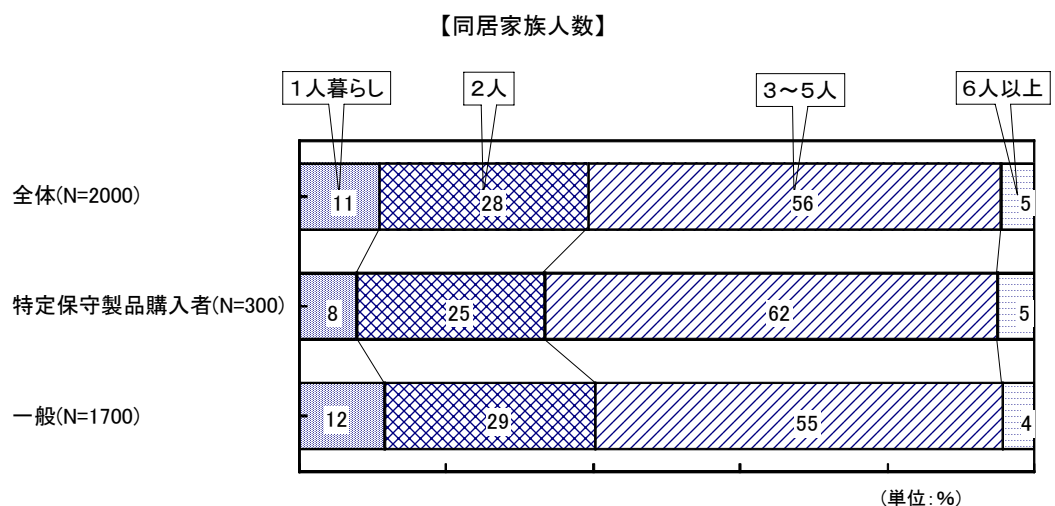 【同居家族人数】
1人暮らし 2人 3～5人 6人以上
全体(N=2000) 11 28 56 5
特定保守製品購入者(N=300) 8 25 62 5
一般(N=1700) 12 29 55 4
(単位:%)